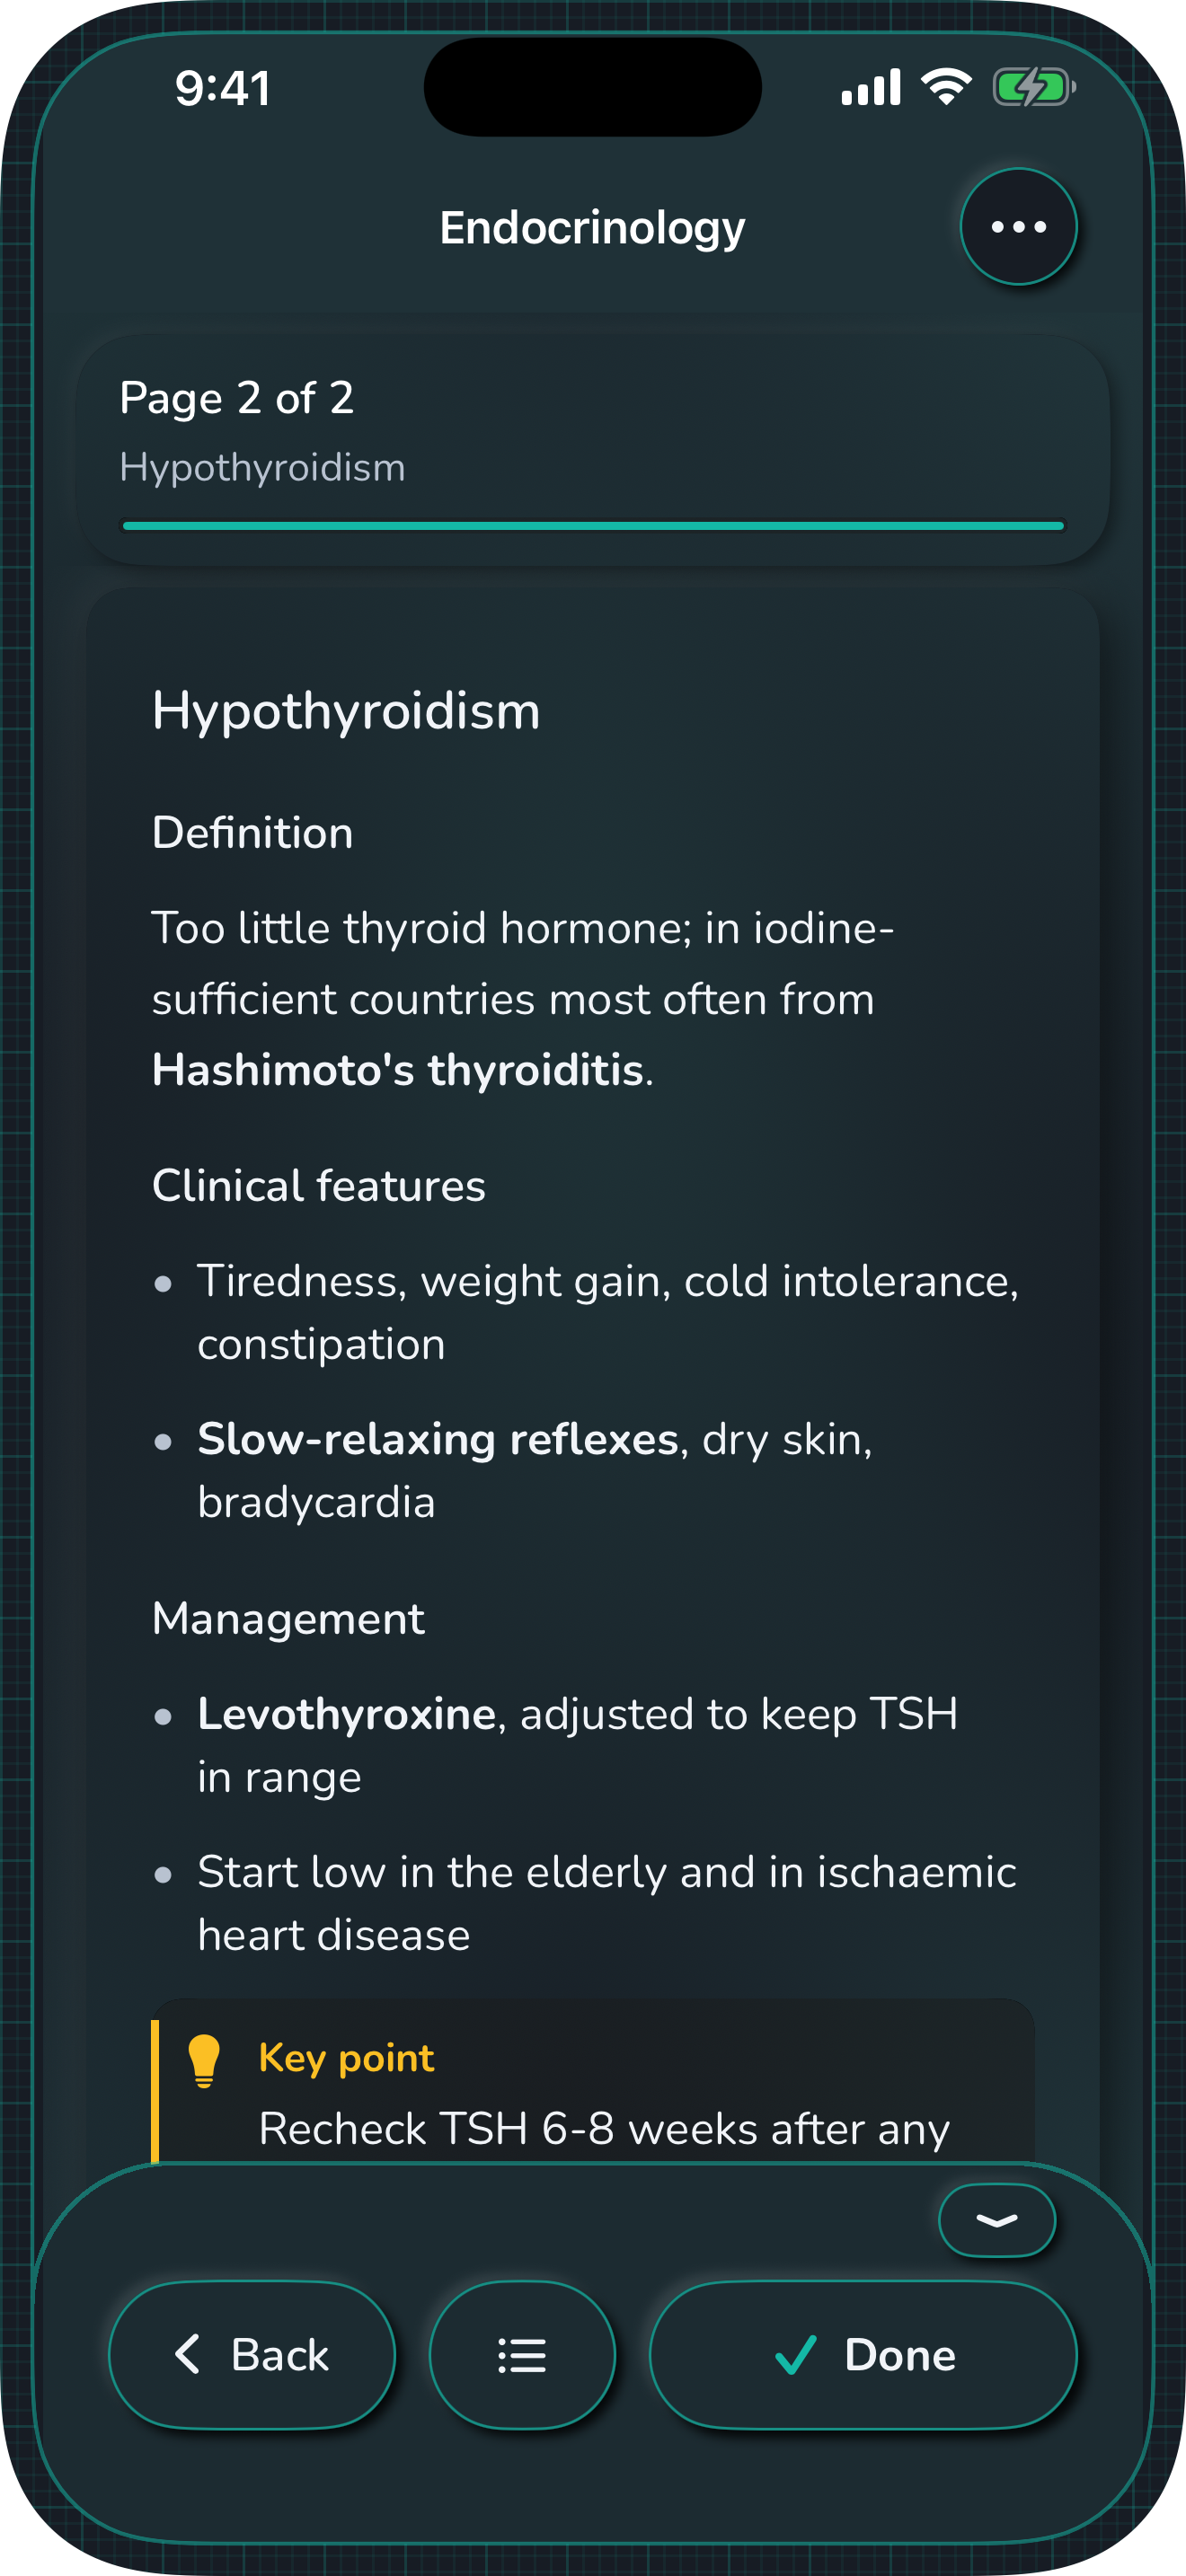 9:41
Endocrinology
Page 2 of 2
Hypothyroidism
Hypothyroidism
Definition
Too little thyroid hormone; in iodine-
sufficient countries most often from
Hashimoto's thyroiditis.
Clinical features
• Tiredness, weight gain, cold intolerance,
constipation
• Slow-relaxing reflexes, dry skin,
bradycardia
Management
• Levothyroxine, adjusted to keep TSH
in range
• Start low in the elderly and in ischaemic
heart disease
Key point
Recheck TSH 6-8 weeks after any
Back
Done